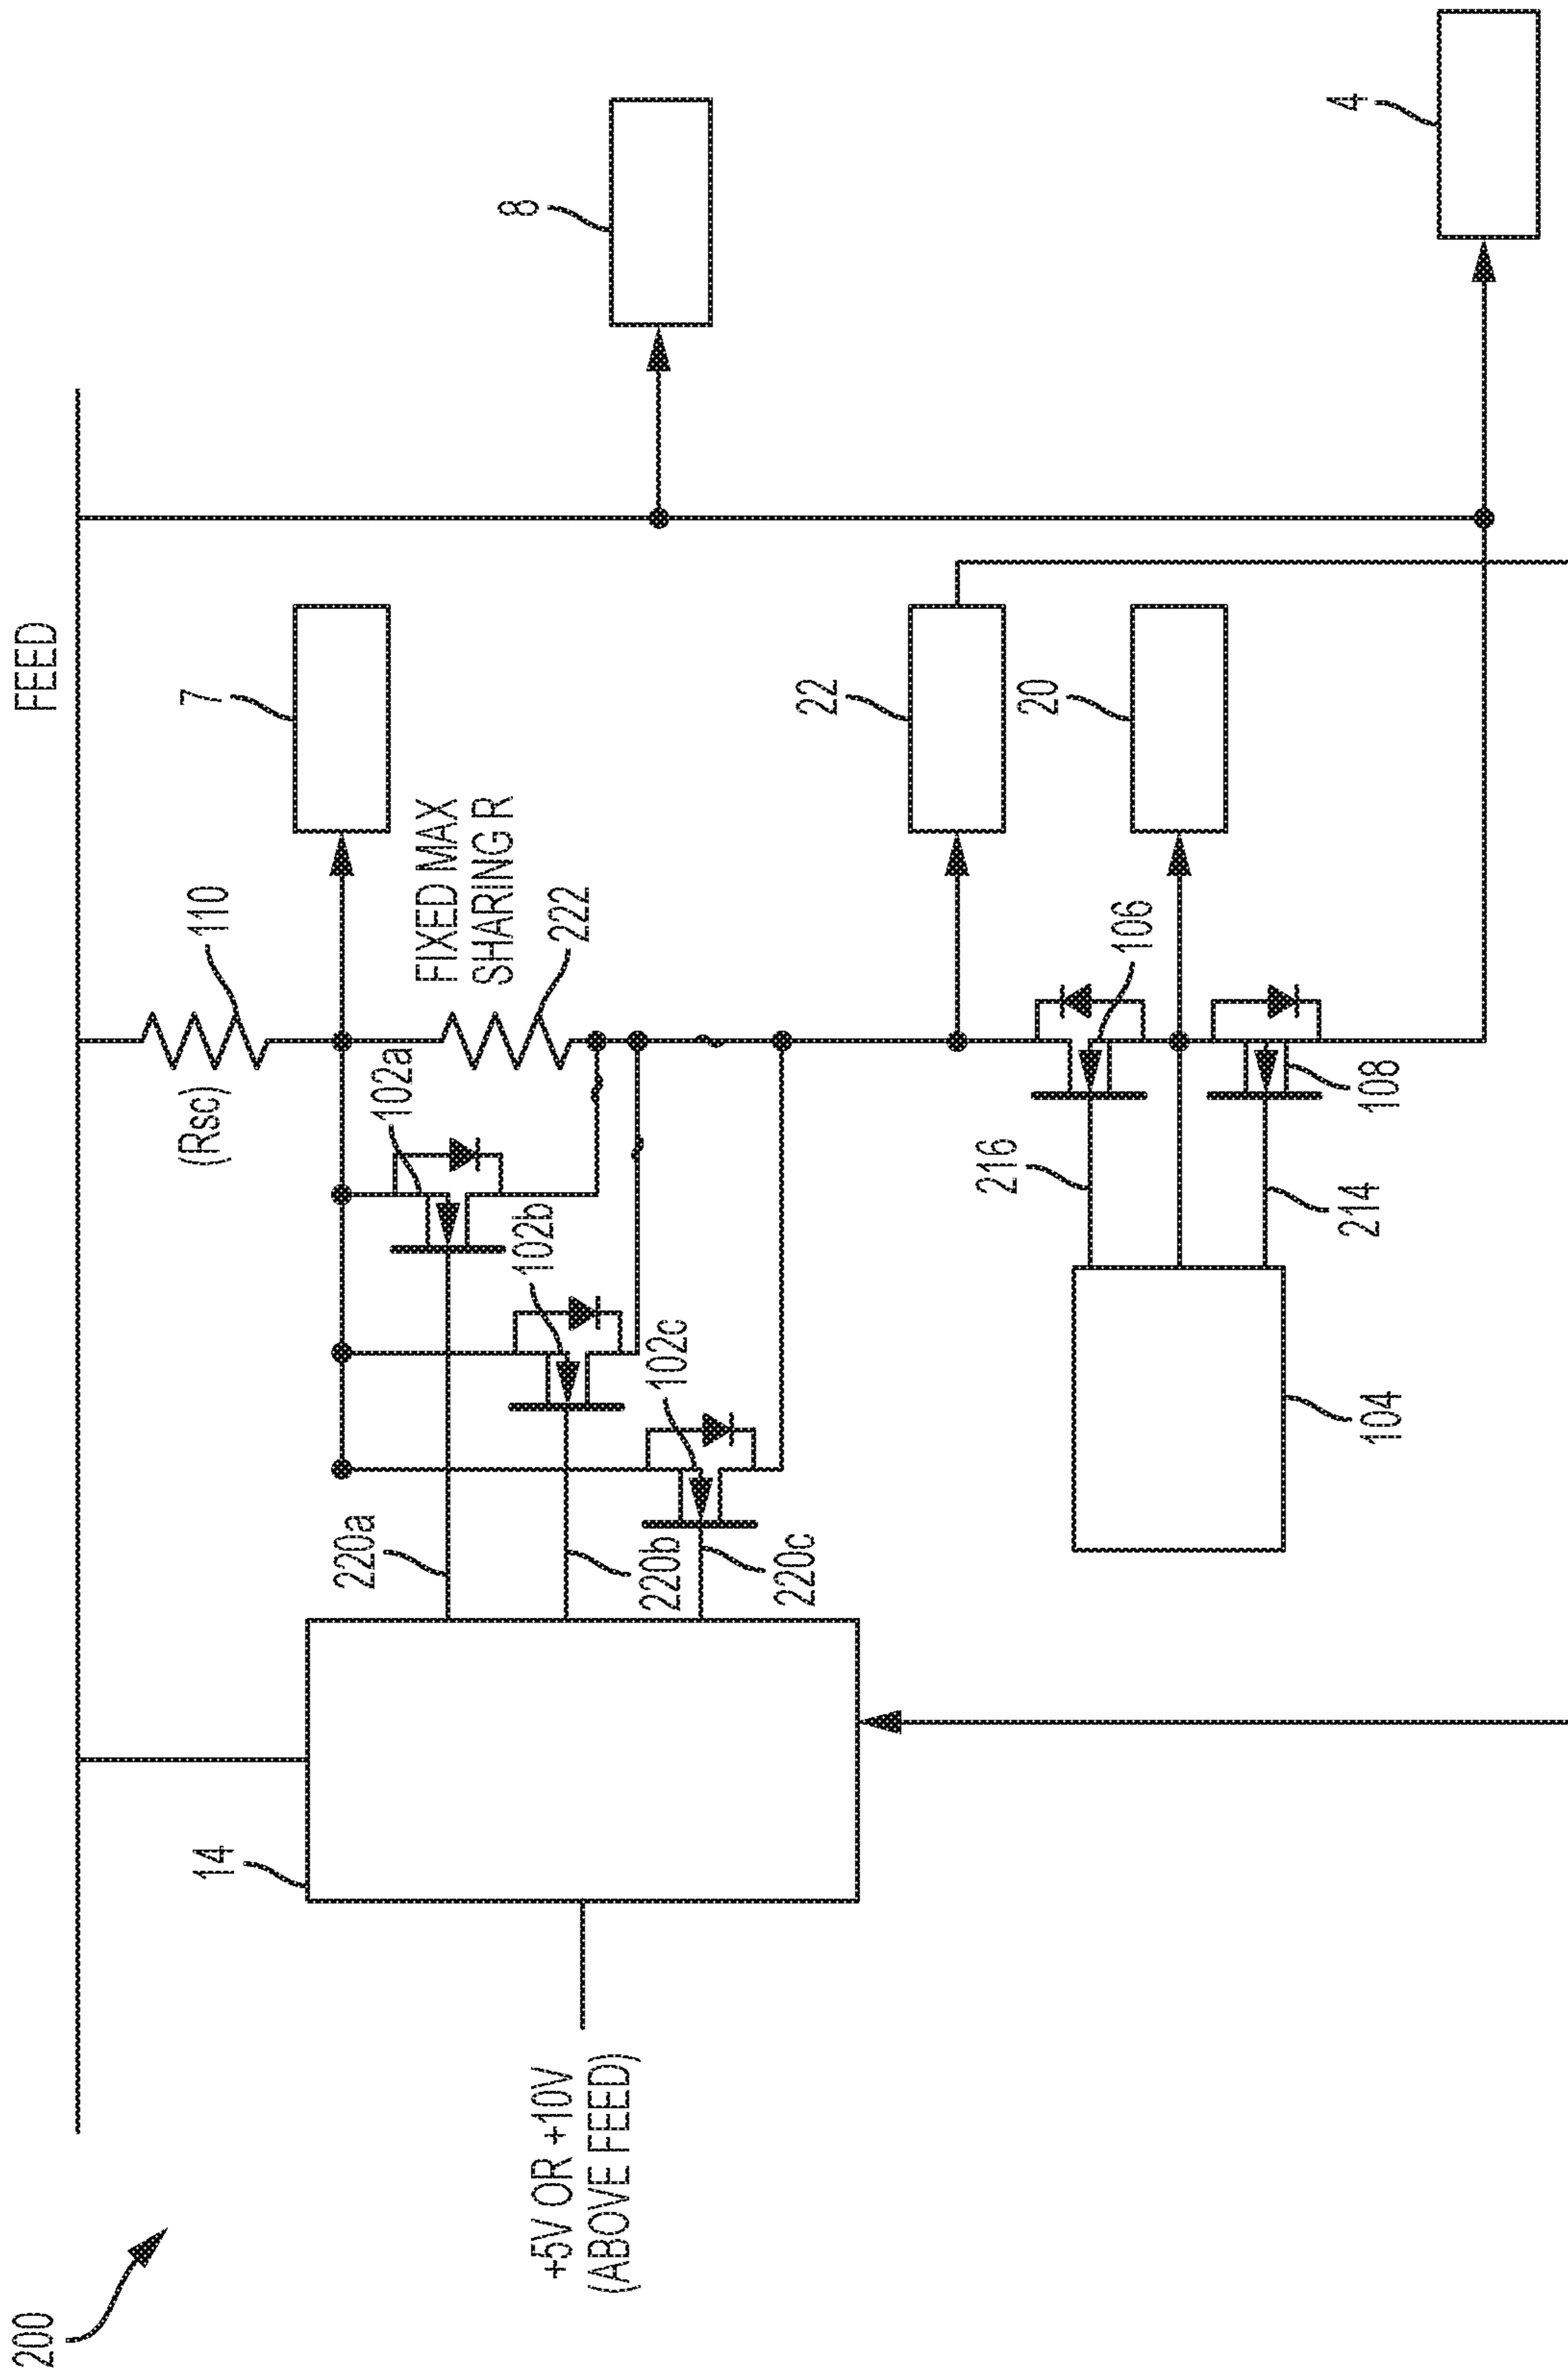 200
FEED
+5V OR +10V
(ABOVE FEED)
14
220a
220b
220c
102a
102b
102c
(Rsc)
110
7
FIXED MAX
SHARING R
222
8
22
20
4
216
106
214
108
104